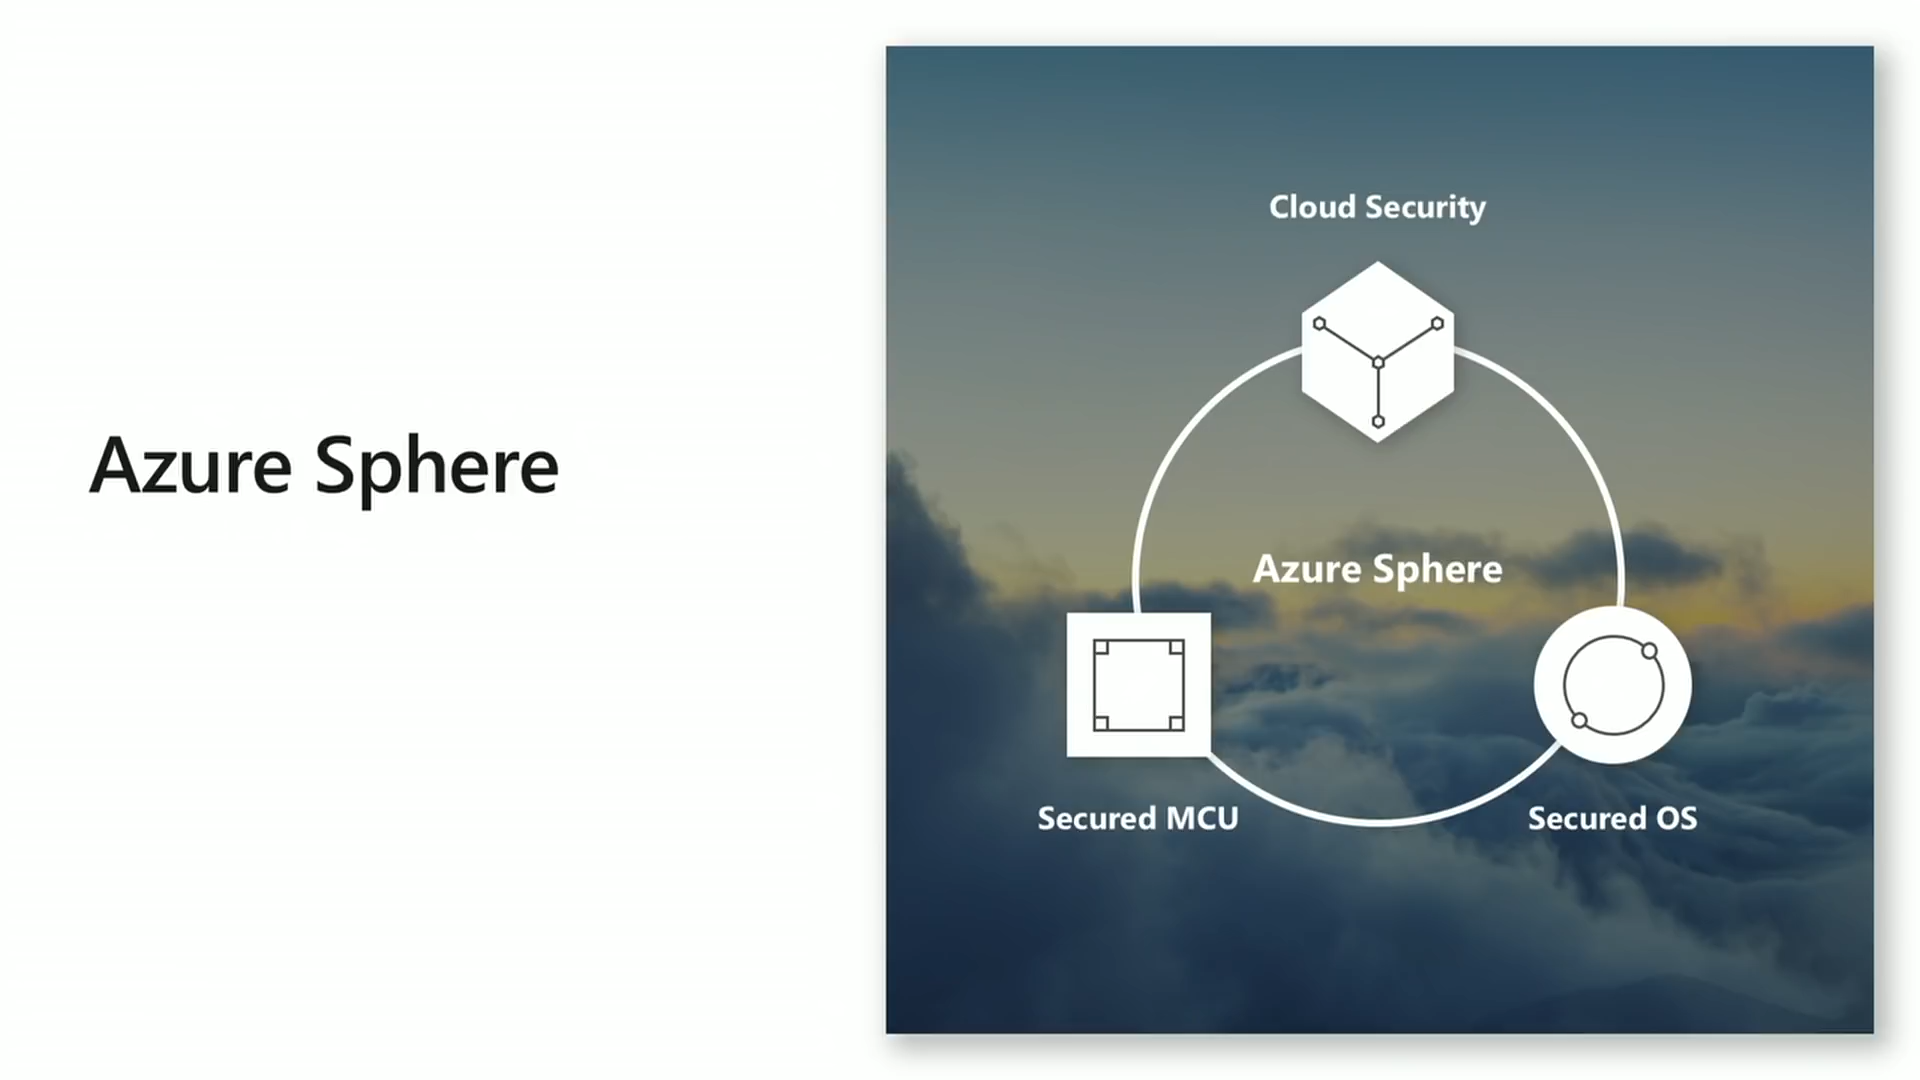 Azure Sphere
Cloud Security
Azure Sphere
Secured MCU
Secured OS